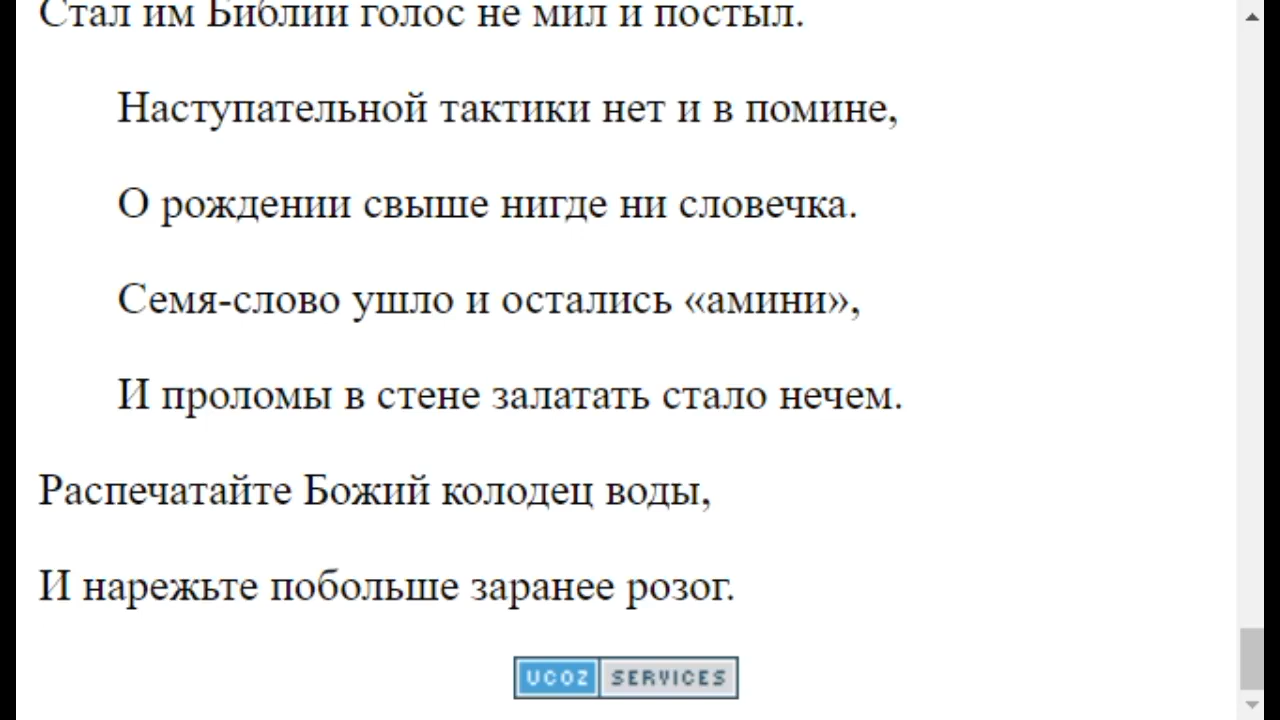 Стал им Библии голос не мил и постыл.
Наступательной тактики нет и в помине,
О рождении свыше нигде ни словечка.
Семя-слово ушло и остались «амини»,
И проломы в стене залатать стало нечем.
Распечатайте Божий колодец воды,
И нарежьте побольше заранее розог.
UCOZ SERVICES